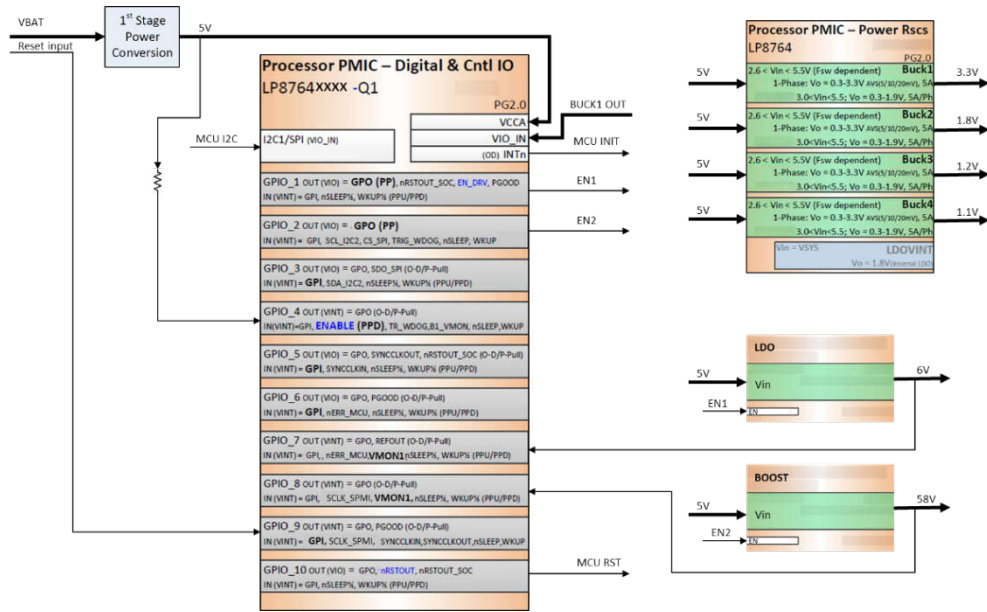 VBAT
Reset input
1st Stage
Power
Conversion
5V
Processor PMIC – Digital & Cntl IO
LP8764XXXX -Q1
PG2.0
VCCA
VIO_IN
(OD) INTn
I2C1/SPI (VIO_IN)
MCU I2C
BUCK1 OUT
MCU INIT
GPIO_1 OUT (VIO) = GPO (PP), nRSTOUT_SOC, EN_DRV, PGOOD
IN (VINT) = GPI, nSLEEP%, WKUP% (PPU/PPD)
EN1
GPIO_2 OUT (VIO) = GPO (PP)
IN (VINT) = GPI, SCL_I2C2, CS_SPI, TRIG_WDOG, nSLEEP, WKUP
EN2
GPIO_3 OUT (VIO) = GPO, SDO_SPI (O-D/P-Pull)
IN (VINT) = GPI, SDA_I2C2, nSLEEP%, WKUP% (PPU/PPD)
GPIO_4 OUT (VINT) = GPO (O-D/P-Pull)
IN(VINT)=GPI, ENABLE (PPD), TR_WDOG,B1_VMON, nSLEEP,WKUP
GPIO_5 OUT (VINT) = GPO, SYNCCLKOUT, nRSTOUT_SOC (O-D/P-Pull)
IN (VINT) = GPI, SYNCCLKIN, nSLEEP%, WKUP% (PPU/PPD)
GPIO_6 OUT (VINT) = GPO, PGOOD (O-D/P-Pull)
IN (VINT) = GPI, nERR_MCU, nSLEEP%, WKUP% (PPU/PPD)
GPIO_7 OUT (VINT) = GPO, REFOUT (O-D/P-Pull)
IN (VINT) = GPI, ,nERR_MCU,VMON1,nSLEEP%, WKUP% (PPU/PPD)
GPIO_8 OUT (VINT) = GPO (O-D/P-Pull)
IN (VINT) = GPI, SCLK_SPMI, VMON1, nSLEEP%, WKUP% (PPU/PPD)
GPIO_9 OUT (VINT) = GPO, PGOOD (O-D/P-Pull)
IN (VINT) = GPI, SCLK_SPMI, SYNCCLKIN,SYNCCLKOUT,nSLEEP,WKUP
GPIO_10 OUT (VIO) = GPO, nRSTOUT, nRSTOUT_SOC
IN (VINT) = GPI, nSLEEP%, WKUP% (PPU/PPD)
MCU RST
Processor PMIC – Power Rscs
LP8764
PG2.0
5V
2.6 < Vin < 5.5V (Fsw dependent) Buck1
1-Phase: Vo = 0.3-3.3V AVS(5/10/20mV), 5A
3.0<Vin<5.5; Vo = 0.3-1.9V, 5A/Ph
3.3V
5V
2.6 < Vin < 5.5V (Fsw dependent) Buck2
1-Phase: Vo = 0.3-3.3V AVS(5/10/20mV), 5A
3.0<Vin<5.5; Vo = 0.3-1.9V, 5A/Ph
1.8V
5V
2.6 < Vin < 5.5V (Fsw dependent) Buck3
1-Phase: Vo = 0.3-3.3V AVS(5/10/20mV), 5A
3.0<Vin<5.5; Vo = 0.3-1.9V, 5A/Ph
1.2V
5V
2.6 < Vin < 5.5V (Fsw dependent) Buck4
1-Phase: Vo = 0.3-3.3V AVS(5/10/20mV), 5A
3.0<Vin<5.5; Vo = 0.3-1.9V, 5A/Ph
1.1V
Vin = VSYS LDOVINT
Vo = 1.8V(Internal LDO)
LDO
5V
Vin
6V
EN1
EN
BOOST
5V
Vin
58V
EN2
EN